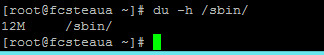 [root@fcsteaua ~]# du -h /sbin/
12M     /sbin/
[root@fcsteaua ~]#